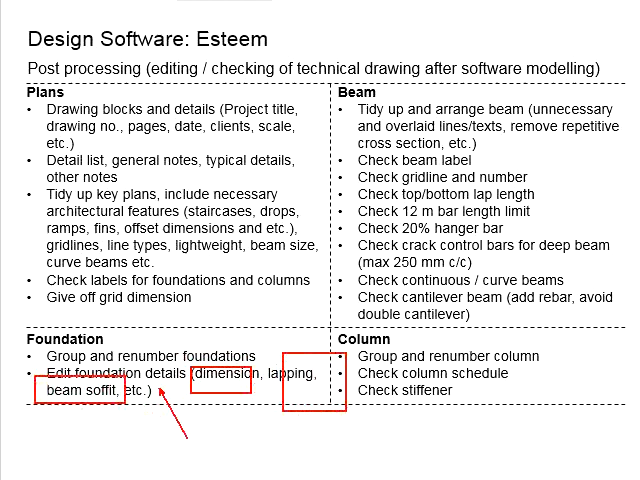 Design Software: Esteem
Post processing (editing / checking of technical drawing after software modelling)
Plans
• Drawing blocks and details (Project title,
drawing no., pages, date, clients, scale,
etc.)
• Detail list, general notes, typical details,
other notes
• Tidy up key plans, include necessary
architectural features (staircases, drops,
ramps, fins, offset dimensions and etc.),
gridlines, line types, lightweight, beam size,
curve beams etc.
• Check labels for foundations and columns
• Give off grid dimension
Beam
• Tidy up and arrange beam (unnecessary
and overlaid lines/texts, remove repetitive
cross section, etc.)
• Check beam label
• Check gridline and number
• Check top/bottom lap length
• Check 12 m bar length limit
• Check 20% hanger bar
• Check crack control bars for deep beam
(max 250 mm c/c)
• Check continuous / curve beams
• Check cantilever beam (add rebar, avoid
double cantilever)
Foundation
• Group and renumber foundations
• Edit foundation details (dimension, lapping,
beam soffit, etc.)
Column
• Group and renumber column
• Check column schedule
• Check stiffener